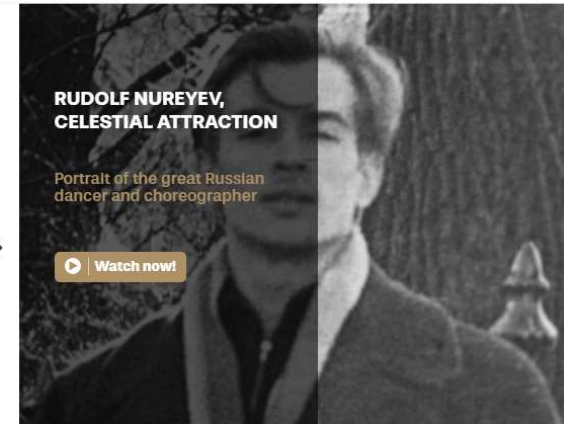 RUDOLF NUREYEV,
CELESTIAL ATTRACTION
Portrait of the great Russian
dancer and choreographer
Watch now!